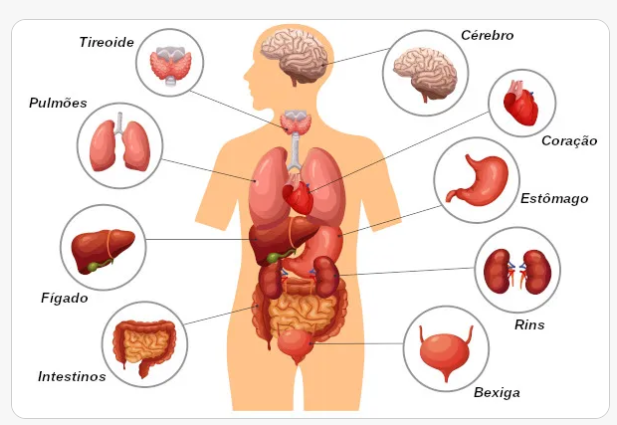 Tireoide
Cérebro
Pulmões
Coração
Estômago
Fígado
Rins
Intestinos
Bexiga